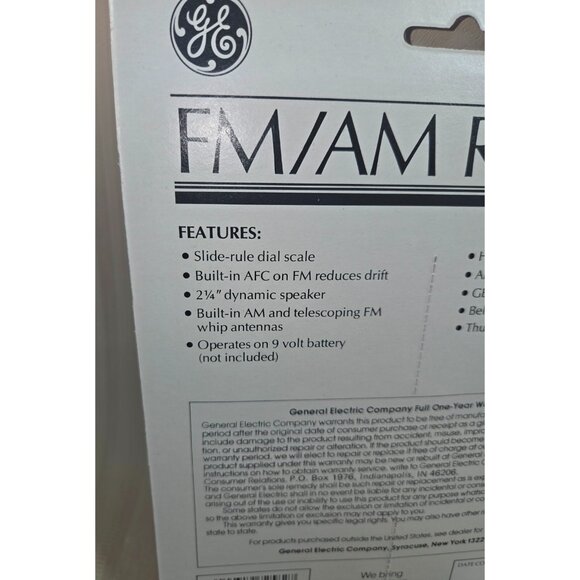 GE
FM/AM R
FEATURES:
• Slide-rule dial scale
• Built-in AFC on FM reduces drift
• 2¼" dynamic speaker
• Built-in AM and telescoping FM
whip antennas
• Operates on 9 volt battery
(not included)
• H
• A
• GE
• Bel
• Thu
General Electric Company Full One-Year Wa
General Electric Company warrants this product to be free of manufa
period after the original date of consumer purchase or receipt as a gi
include damage to the product resulting from accident, misuse, impro
tion, or unauthorized repair or alteration. If the product should become
warranty period, we will elect to repair or replace it free of charge
product supplied under this warranty may be new or rebuilt at General
instructions on how to obtain warranty service, write to General Electric
Consumer Relations, P.O. Box 1976, Indianapolis, IN 46206.
The consumer's sole remedy shall be such repair or replacement as is
and General Electric shall in no event be liable for any incidental or conse
arising out of the use or inability to use this product for any purpose whats
Some states do not allow the exclusion or limitation of incidental or co
so the above limitation or exclusion may not apply to you.
This warranty gives you specific legal rights. You may also have other
state to state.
For products purchased outside the United States, see dealer for
General Electric Company, Syracuse, New York 1322
We bring
DATE CO